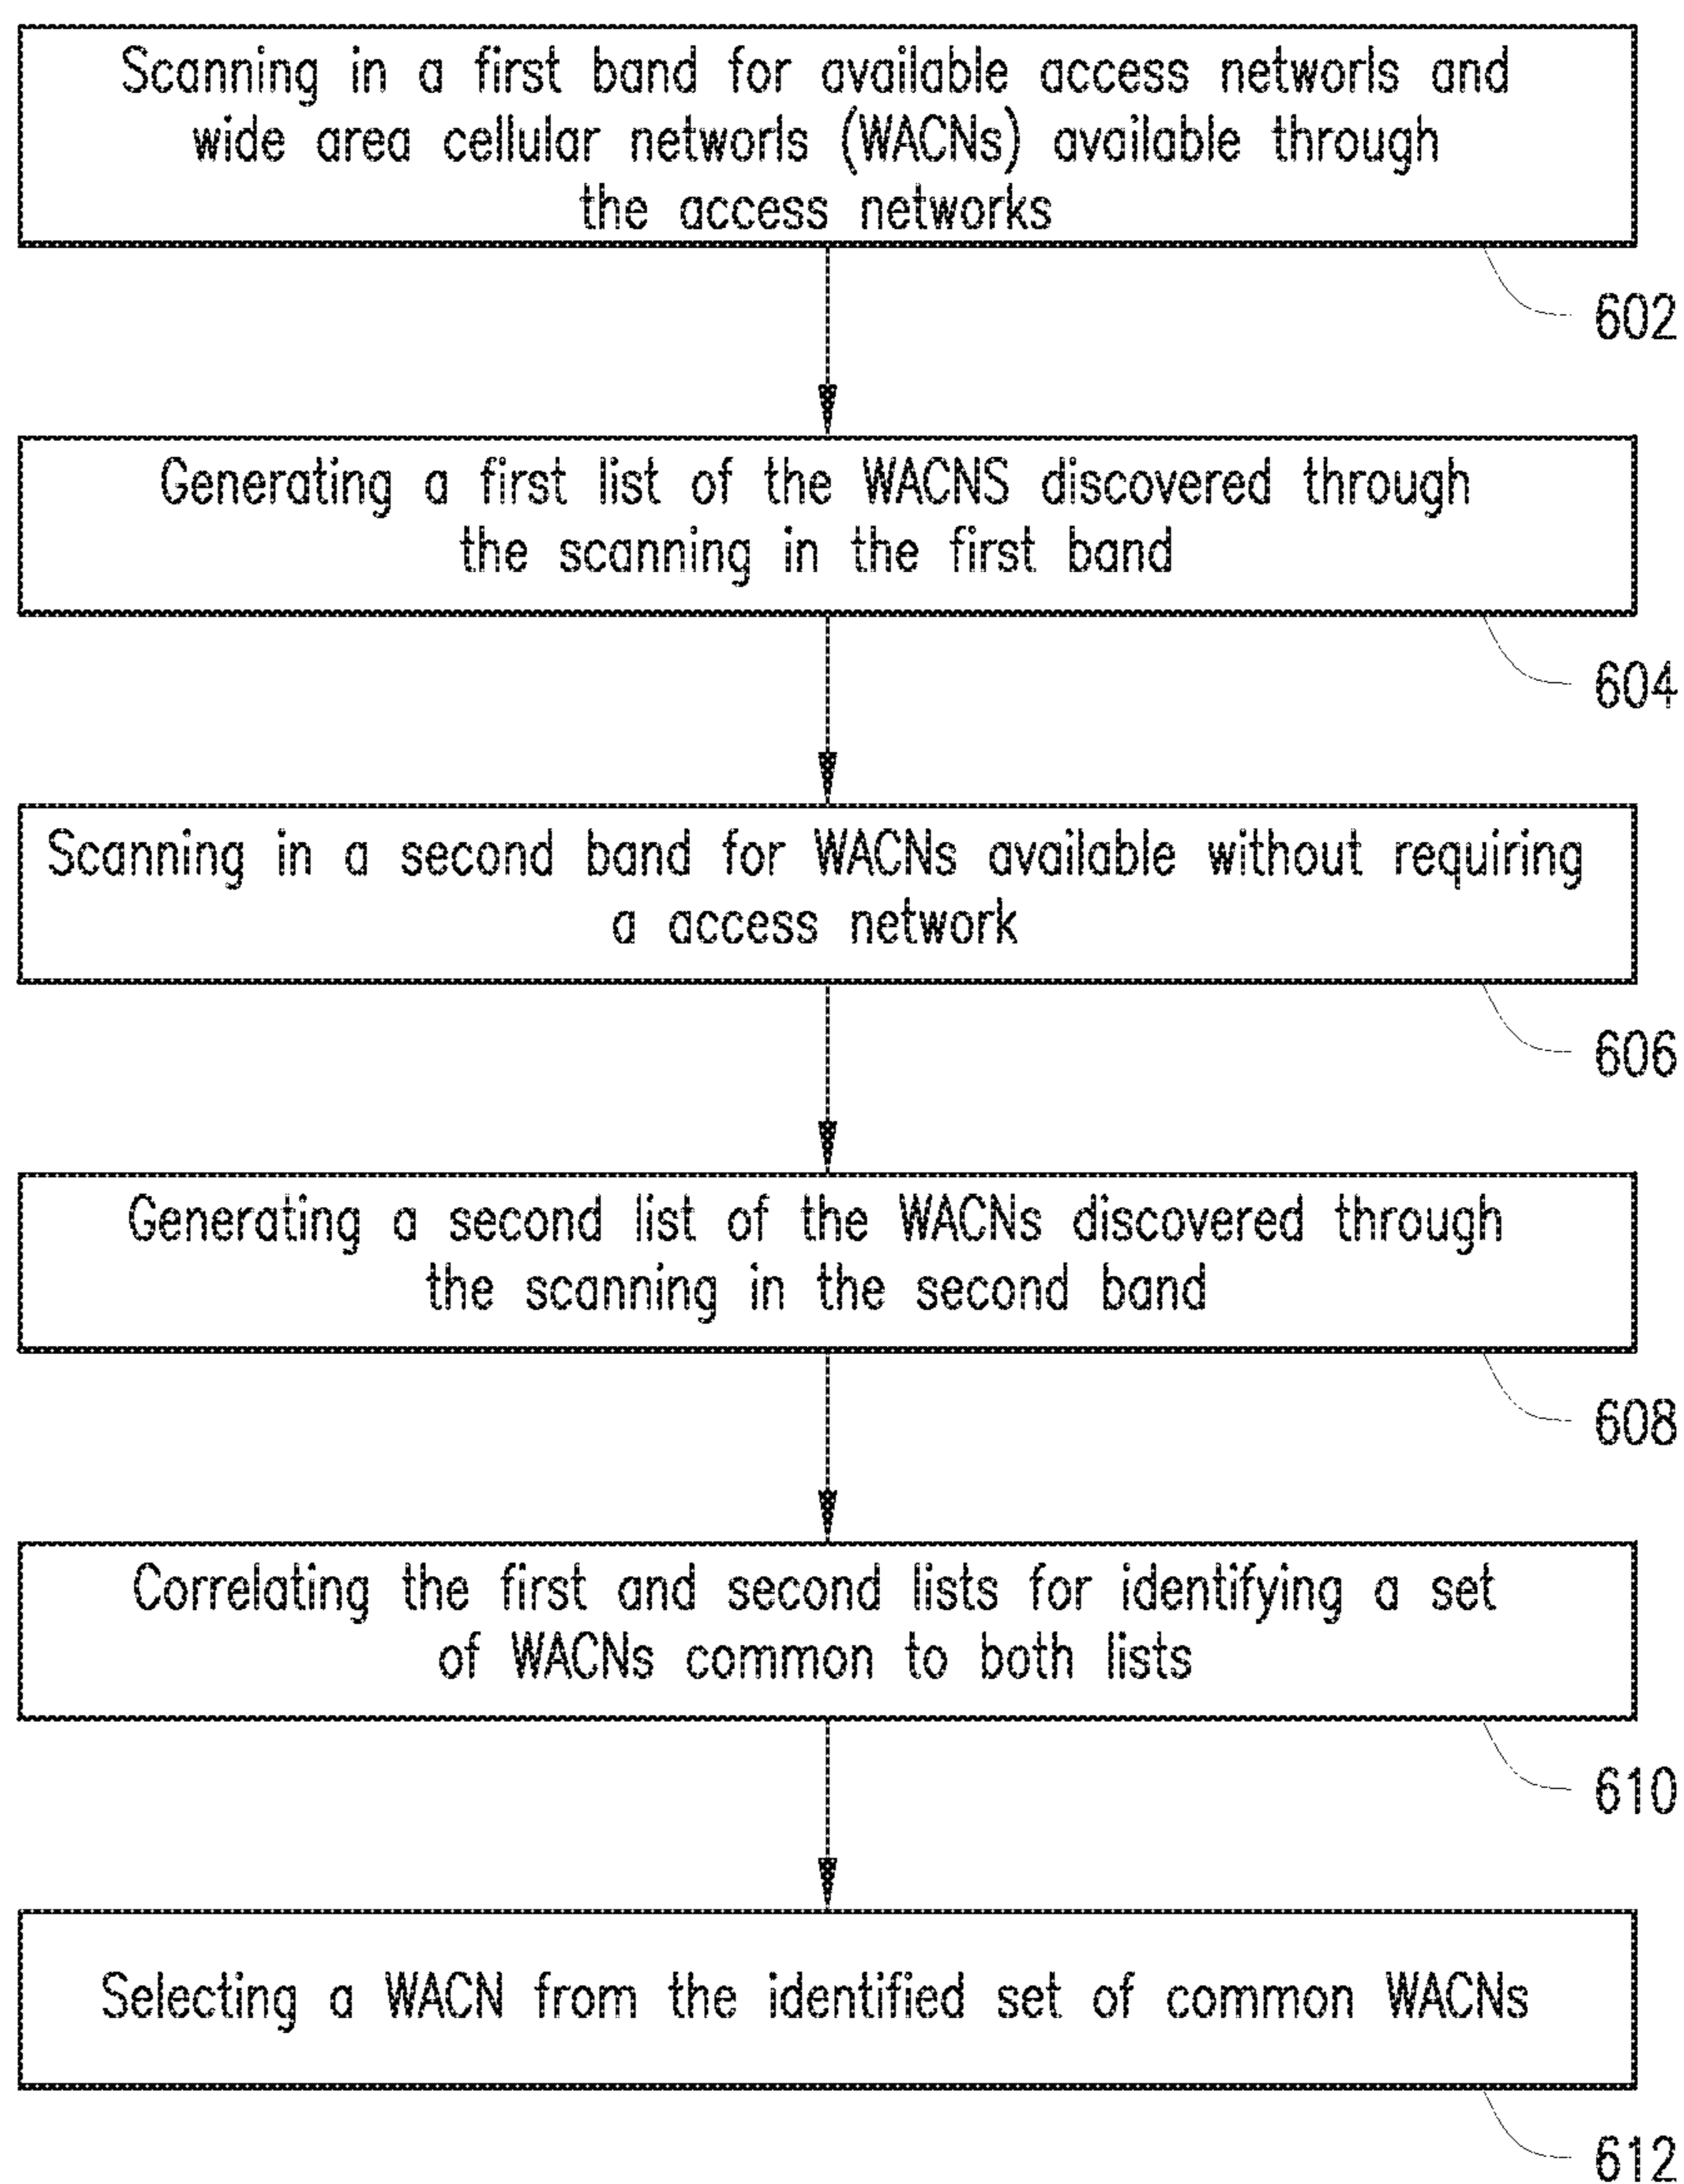 Scanning in a first band for available access networls and
wide area cellular networls (WACNs) available through
the access networks
602
Generating a first list of the WACNS discovered through
the scanning in the first band
604
Scanning in a second band for WACNs available without requiring
a access network
606
Generating a second list of the WACNs discovered through
the scanning in the second band
608
Correlating the first and second lists for identifying a set
of WACNs common to both lists
610
Selecting a WACN from the identified set of common WACNs
612